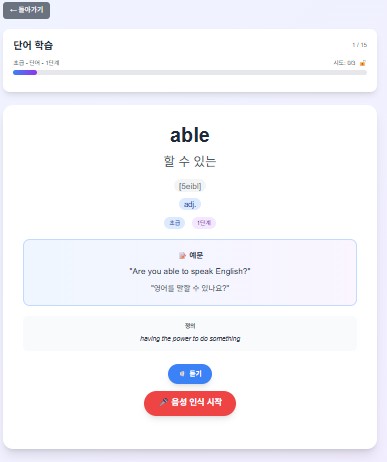 ← 돌아가기
단어 학습
1 / 15
초급 • 단어 • 1단계
시도: 0/3
able
할 수 있는
[5eibl]
adj.
초급
1단계
📝 예문
"Are you able to speak English?"
"영어를 말할 수 있나요?"
정의
having the power to do something
듣기
🎤 음성 인식 시작